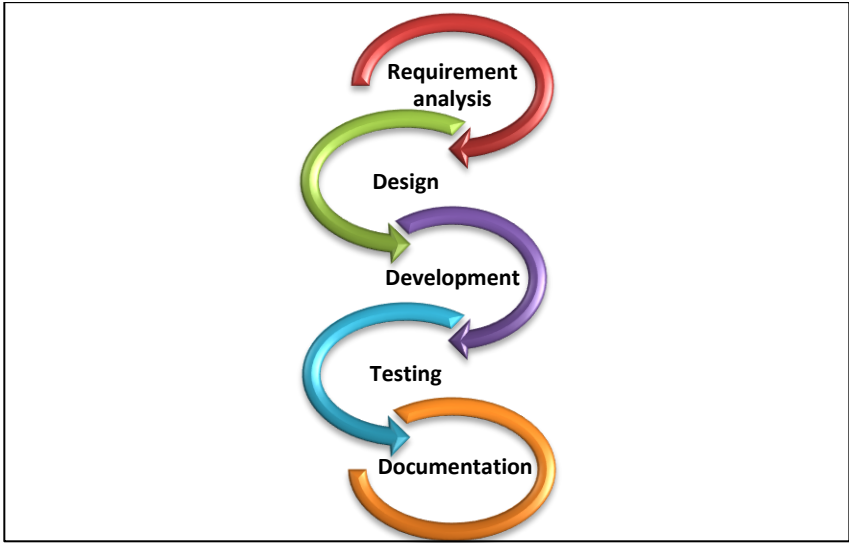 Requirement
analysis
Design
Development
Testing
Documentation